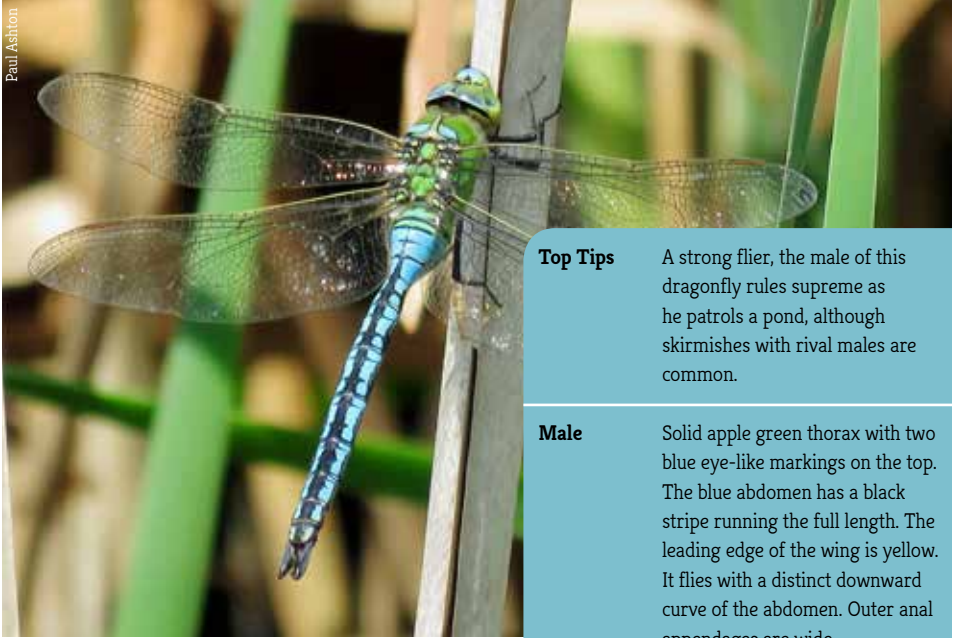 Paul Ashton
Top Tips
A strong flier, the male of this
dragonfly rules supreme as
he patrols a pond, although
skirmishes with rival males are
common.
Male
Solid apple green thorax with two
blue eye-like markings on the top.
The blue abdomen has a black
stripe running the full length. The
leading edge of the wing is yellow.
It flies with a distinct downward
curve of the abdomen. Outer anal
appendages are wide